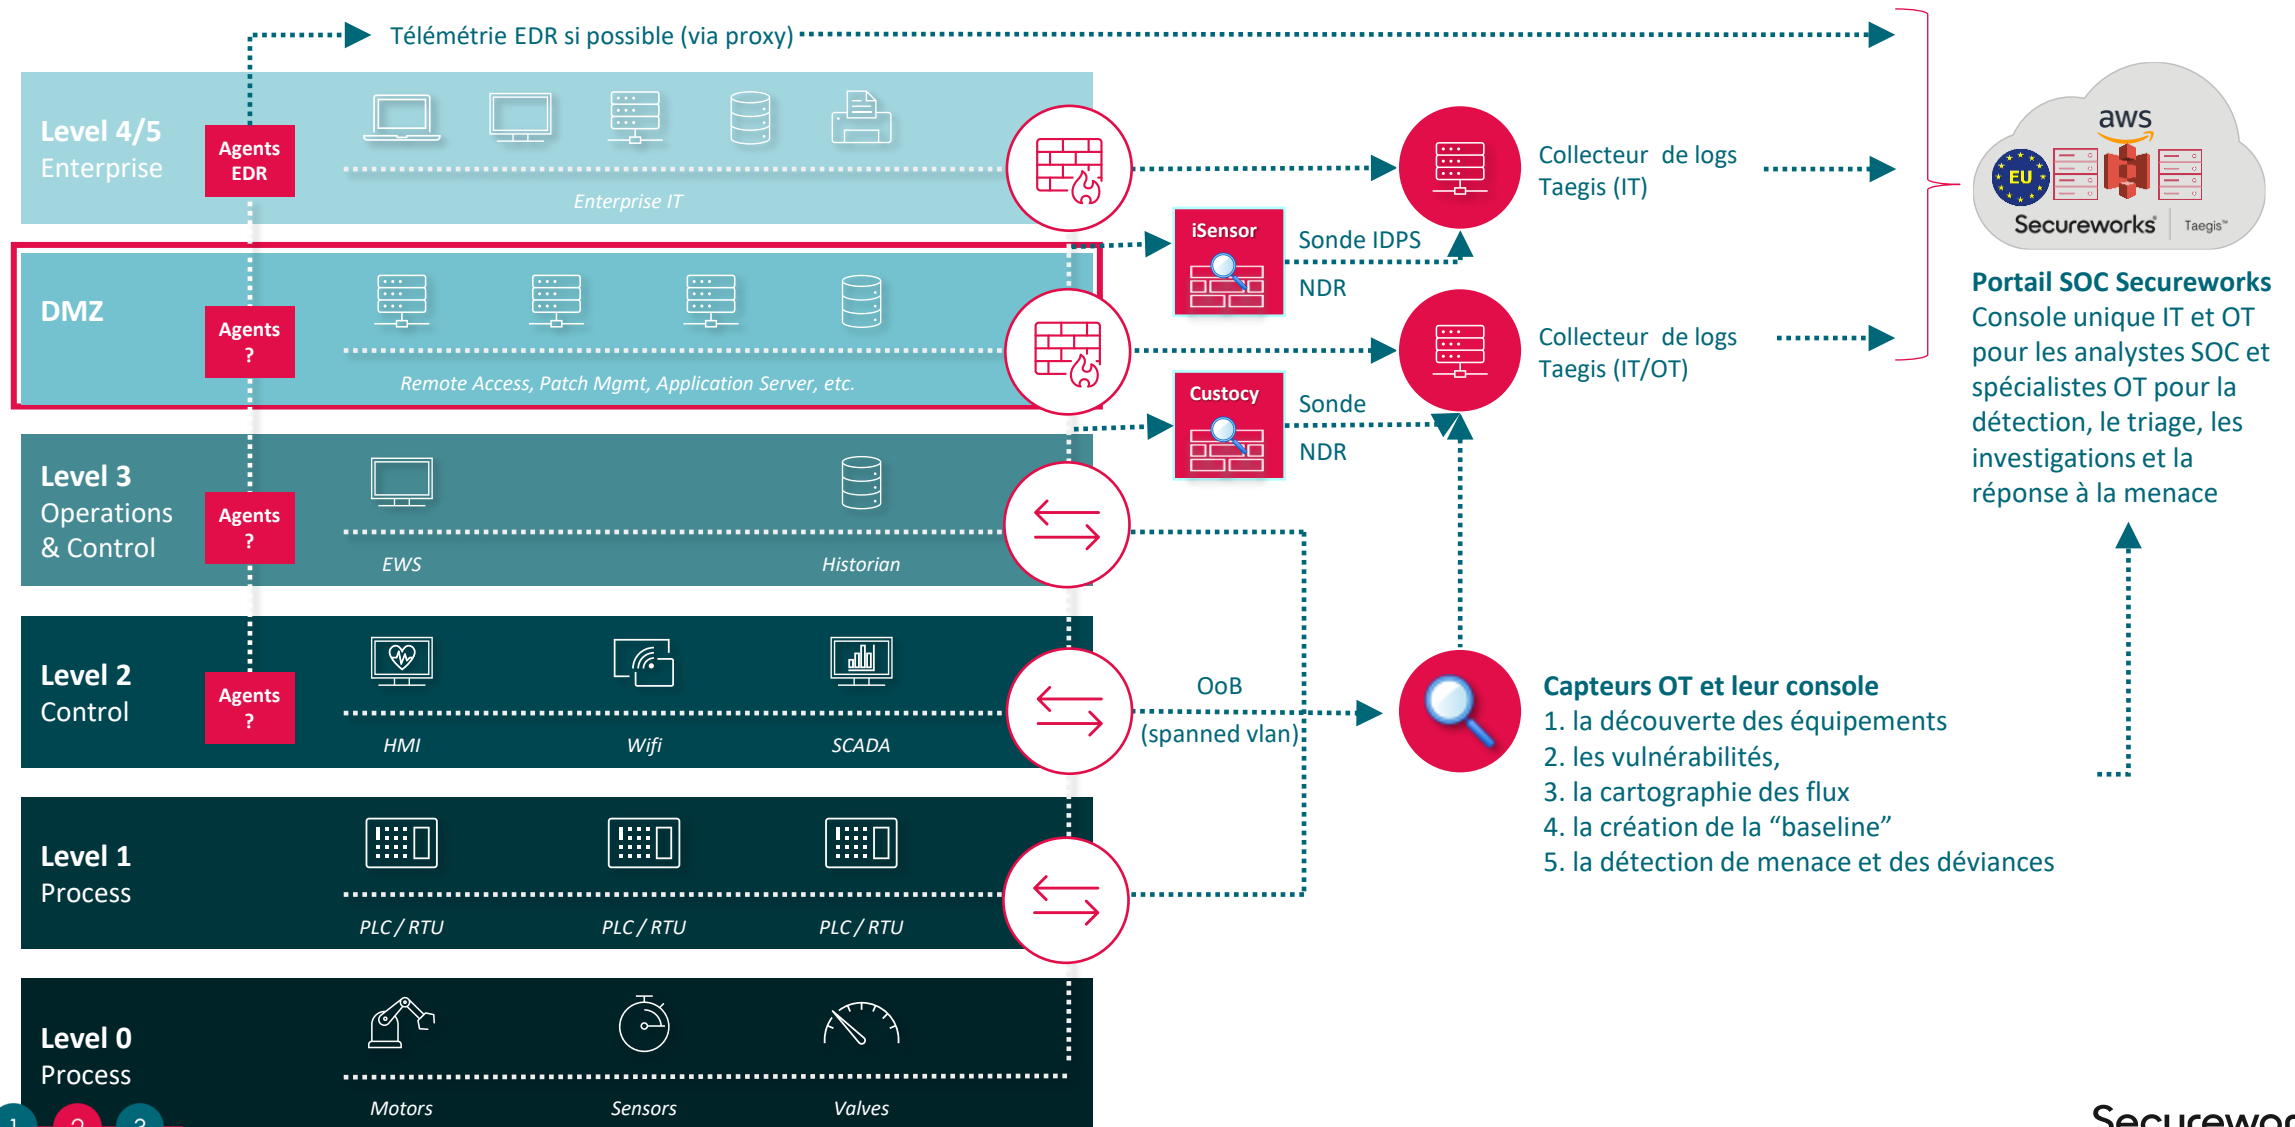 Télémétrie EDR si possible (via proxy)
Level 4/5
Enterprise
Agents
EDR
Enterprise IT
DMZ
Agents
?
Remote Access, Patch Mgmt, Application Server, etc.
Level 3
Operations
& Control
Agents
?
EWS
Historian
Level 2
Control
Agents
?
HMI
Wifi
SCADA
Level 1
Process
PLC / RTU
PLC / RTU
PLC / RTU
Level 0
Process
Motors
Sensors
Valves
1
2
3
iSensor
Sonde IDPS
NDR
Custocy
Sonde
NDR
OoB
(spanned vlan)
Collecteur de logs
Taegis (IT)
Collecteur de logs
Taegis (IT/OT)
Capteurs OT et leur console
1. la découverte des équipements
2. les vulnérabilités,
3. la cartographie des flux
4. la création de la “baseline”
5. la détection de menace et des déviances
aws
EU
Secureworks
Taegis™
Portail SOC Secureworks
Console unique IT et OT
pour les analystes SOC et
spécialistes OT pour la
détection, le triage, les
investigations et la
réponse à la menace
Securewor